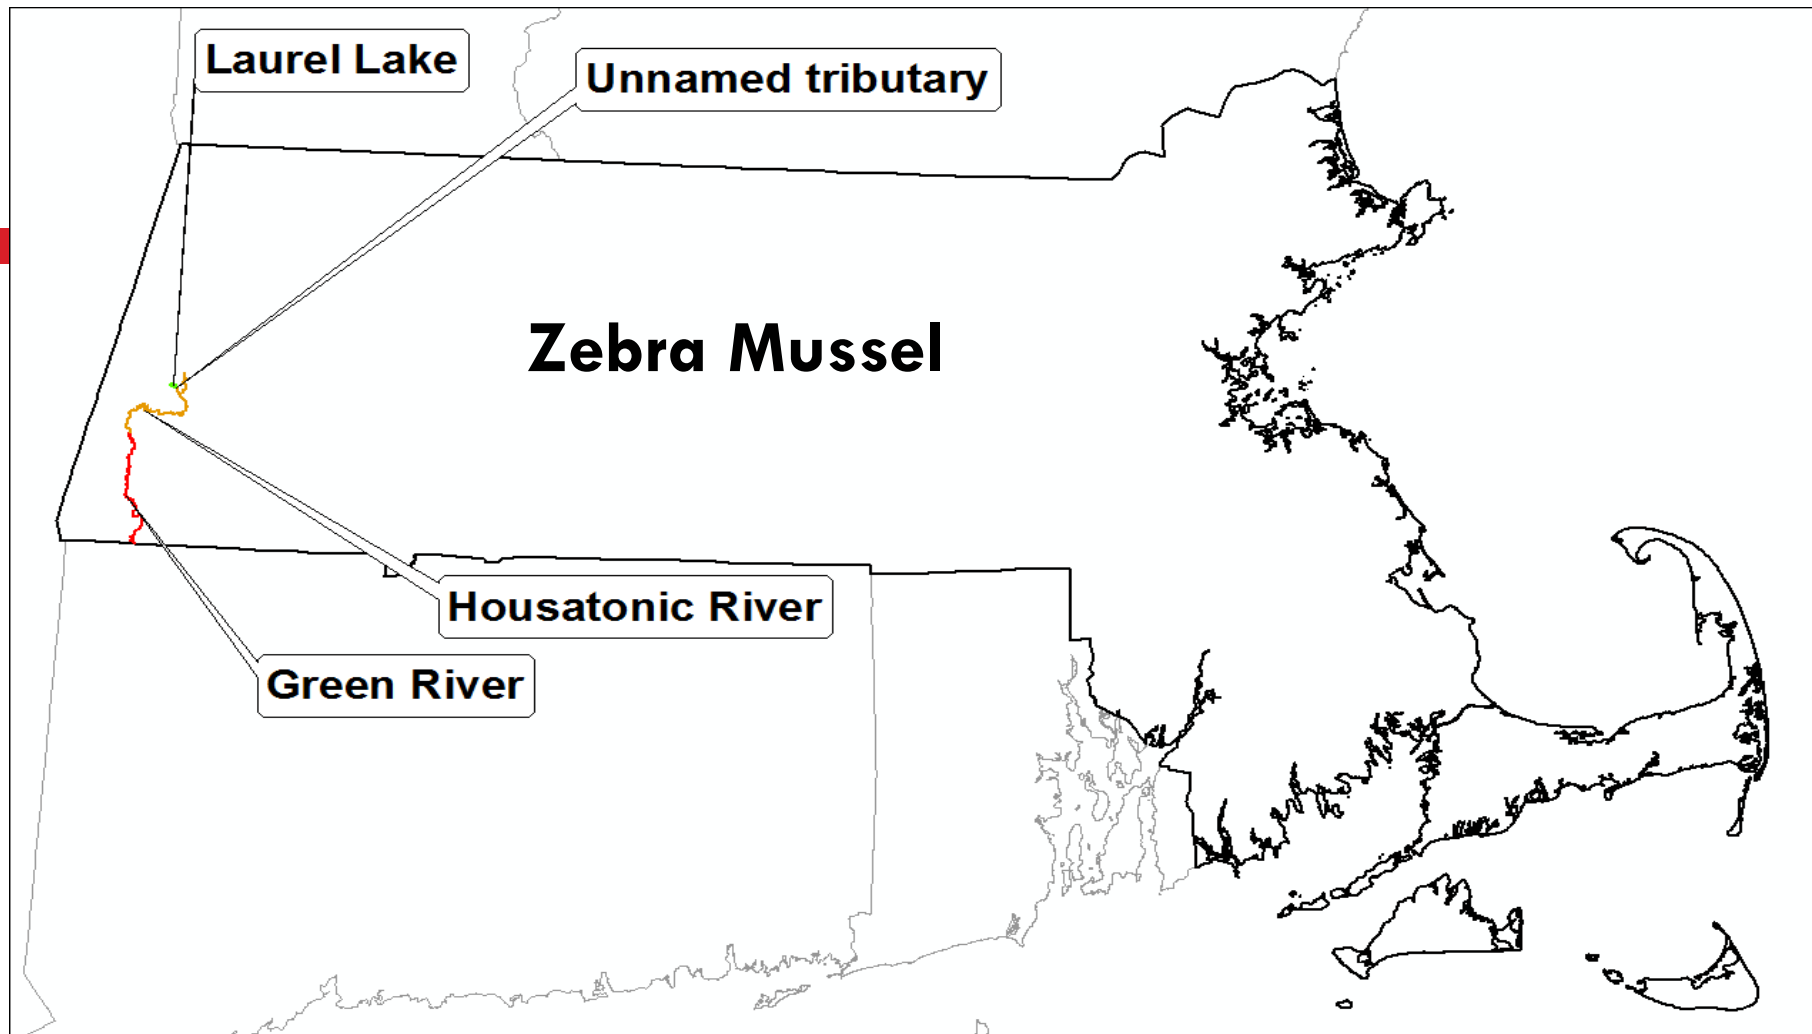 Laurel Lake
Unnamed tributary
Zebra Mussel
Housatonic River
Green River